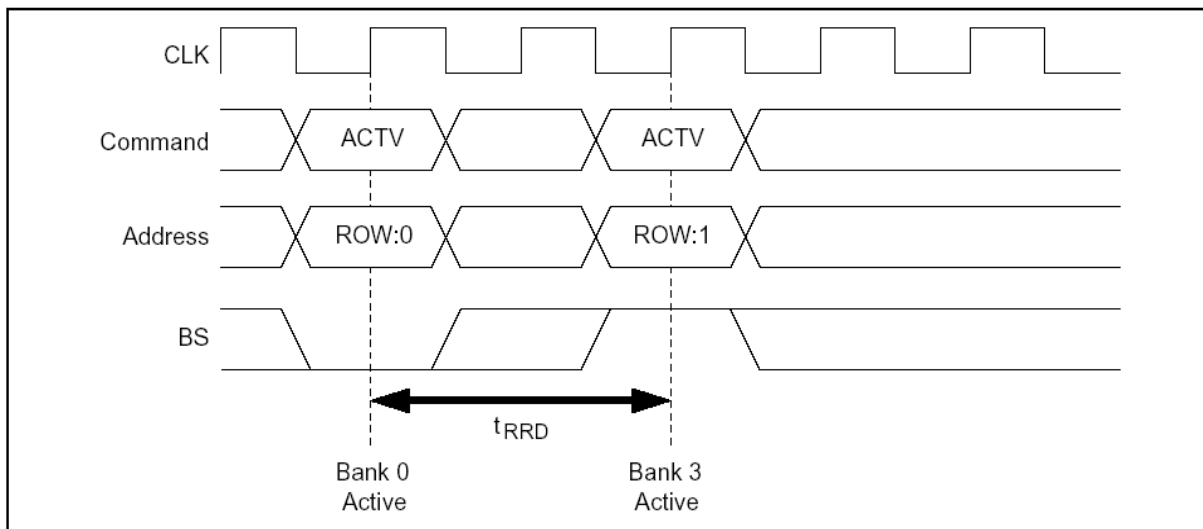 CLK
Command ACTV ACTV
Address ROW:0 ROW:1
BS
tRRD
Bank 0 Bank 3
Active Active